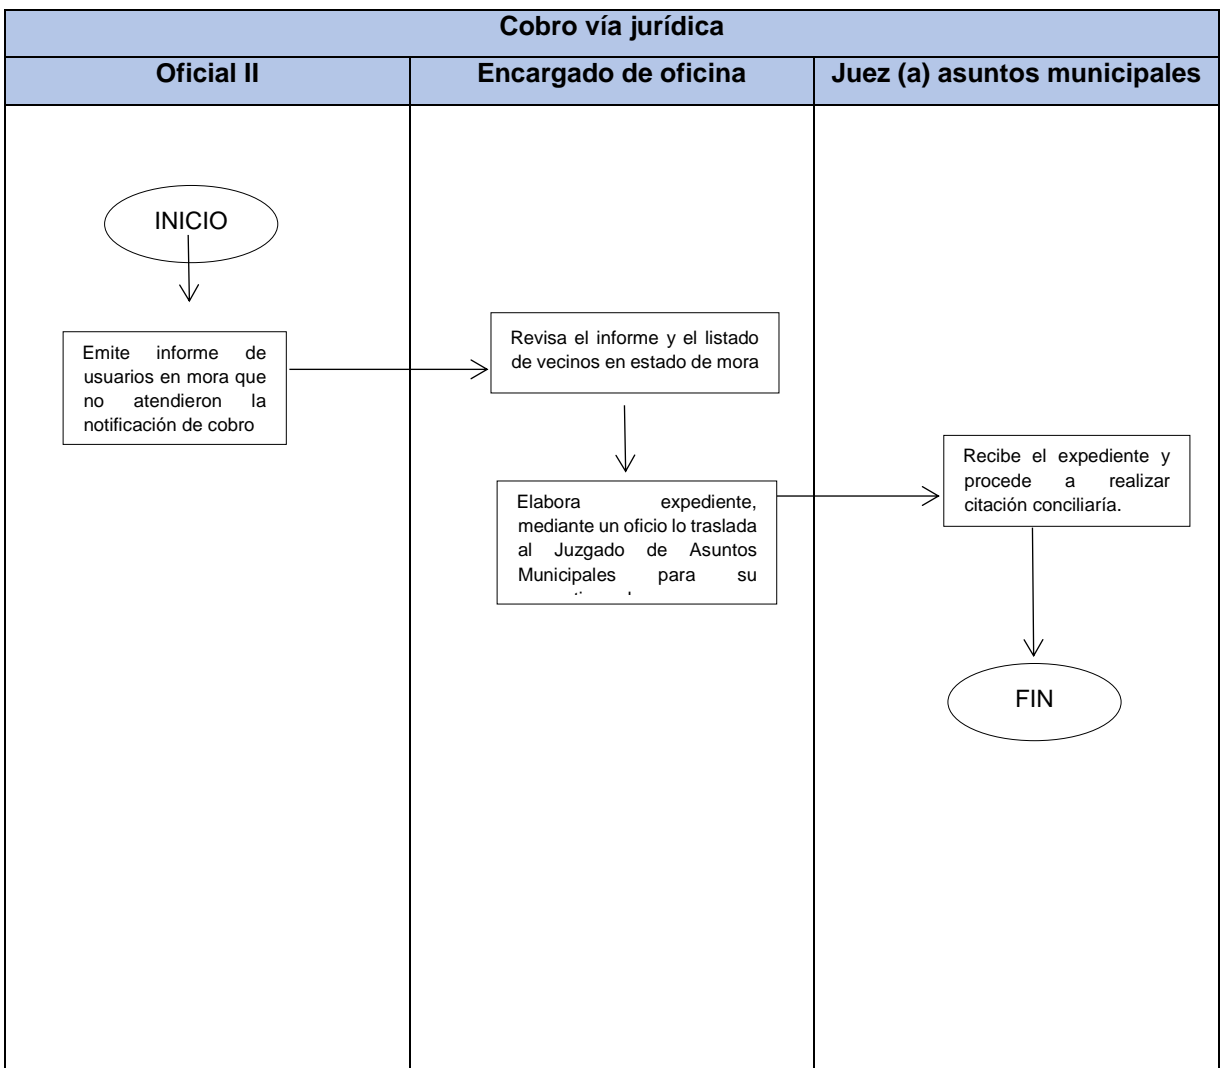 Cobro vía jurídica
Oficial II
Encargado de oficina
Juez (a) asuntos municipales
INICIO
Emite informe de
usuarios en mora que
no atendieron la
notificación de cobro
Revisa el informe y el listado
de vecinos en estado de mora
Elabora expediente,
mediante un oficio lo traslada
al Juzgado de Asuntos
Municipales para su
Recibe el expediente y
procede a realizar
citación conciliaría.
FIN